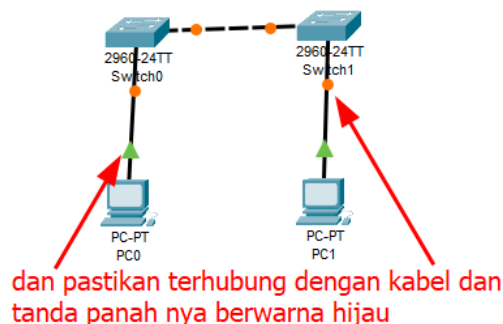 2960-24TT
Switch0
2960-24TT
Switch1
PC-PT
PC0
PC-PT
PC1
dan pastikan terhubung dengan kabel dan
tanda panah nya berwarna hijau